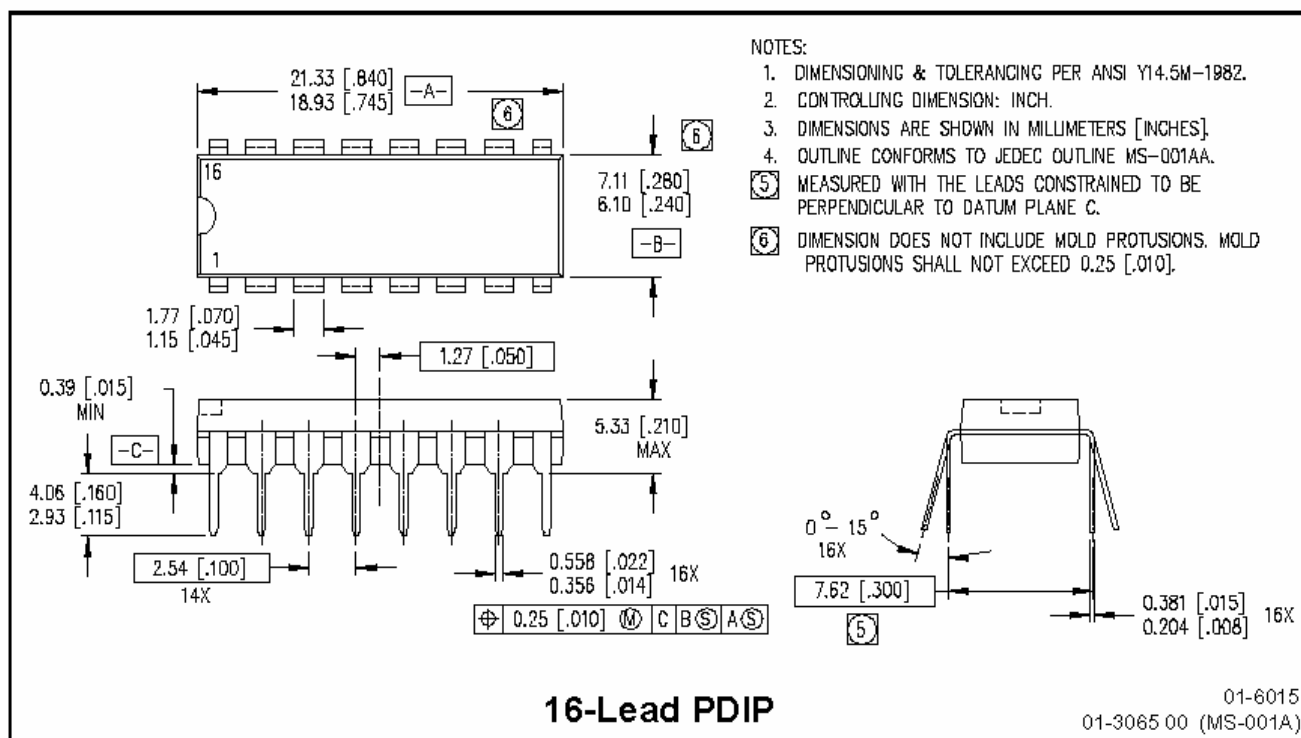 21.33 [.840]
18.93 [.745]
-A-
6
6
16
1
7.11 [.280]
6.10 [.240]
-B-
NOTES:
1. DIMENSIONING & TOLERANCING PER ANSI Y14.5M-1982.
2. CONTROLLING DIMENSION: INCH.
3. DIMENSIONS ARE SHOWN IN MILLIMETERS [INCHES].
4. OUTLINE CONFORMS TO JEDEC OUTLINE MS-001AA.
5 MEASURED WITH THE LEADS CONSTRAINED TO BE
PERPENDICULAR TO DATUM PLANE C.
6 DIMENSION DOES NOT INCLUDE MOLD PROTUSIONS. MOLD
PROTUSIONS SHALL NOT EXCEED 0.25 [.010].
1.77 [.070]
1.15 [.045]
1.27 [.050]
0.39 [.015]
MIN
-C-
5.33 [.210]
MAX
4.06 [.160]
2.93 [.115]
2.54 [.100]
14X
0.558 [.022]
0.356 [.014]
16X
⌖ 0.25 [.010] Ⓜ C B Ⓢ A Ⓢ
0° - 15°
16X
7.62 [.300]
5
0.381 [.015]
0.204 [.008]
16X
16-Lead PDIP
01-6015
01-3065 00 (MS-001A)